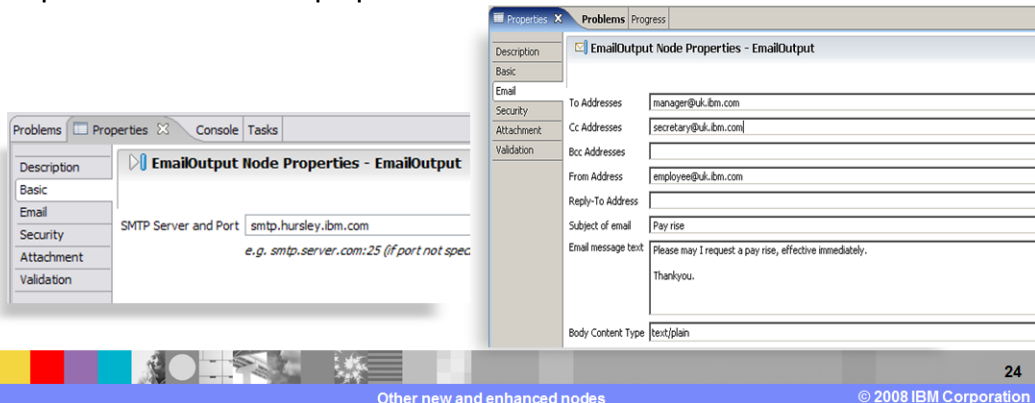 Problems Properties Console Tasks
EmailOutput Node Properties - EmailOutput
Description
Basic
Email
Security
Attachment
Validation
SMTP Server and Port smtp.hursley.ibm.com
e.g. smtp.server.com:25 (if port not spec
Properties Problems Progress
EmailOutput Node Properties - EmailOutput
Description
Basic
Email
Security
Attachment
Validation
To Addresses manager@uk.ibm.com
Cc Addresses secretary@uk.ibm.com
Bcc Addresses
From Address employee@uk.ibm.com
Reply-To Address
Subject of email Pay rise
Email message text Please may I request a pay rise, effective immediately.
Thankyou.
Body Content Type text/plain
24
Other new and enhanced nodes © 2008 IBM Corporation